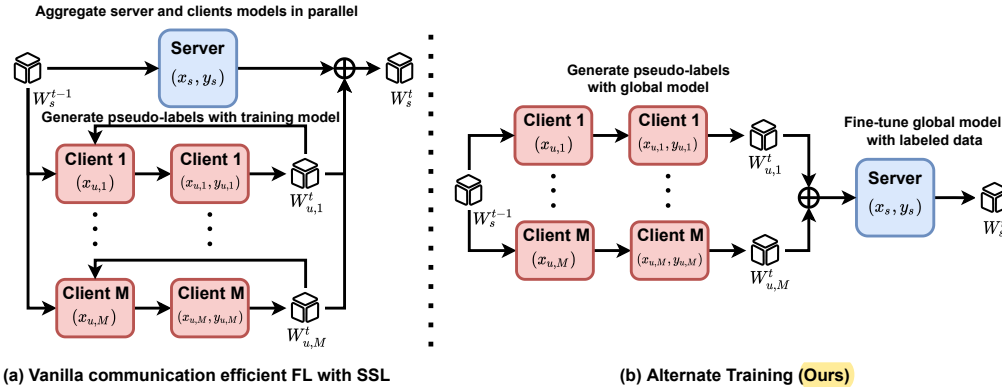 Aggregate server and clients models in parallel
Server
(x_s, y_s)
W_s^{t-1}
W_s^t
Generate pseudo-labels with training model
Client 1
(x_{u,1})
Client 1
(x_{u,1}, y_{u,1})
W_{u,1}^t
Client M
(x_{u,M})
Client M
(x_{u,M}, y_{u,M})
W_{u,M}^t
(a) Vanilla communication efficient FL with SSL
Generate pseudo-labels
with global model
Client 1
(x_{u,1})
Client 1
(x_{u,1}, y_{u,1})
W_{u,1}^t
W_s^{t-1}
Client M
(x_{u,M})
Client M
(x_{u,M}, y_{u,M})
W_{u,M}^t
Fine-tune global model
with labeled data
Server
(x_s, y_s)
(b) Alternate Training (Ours)